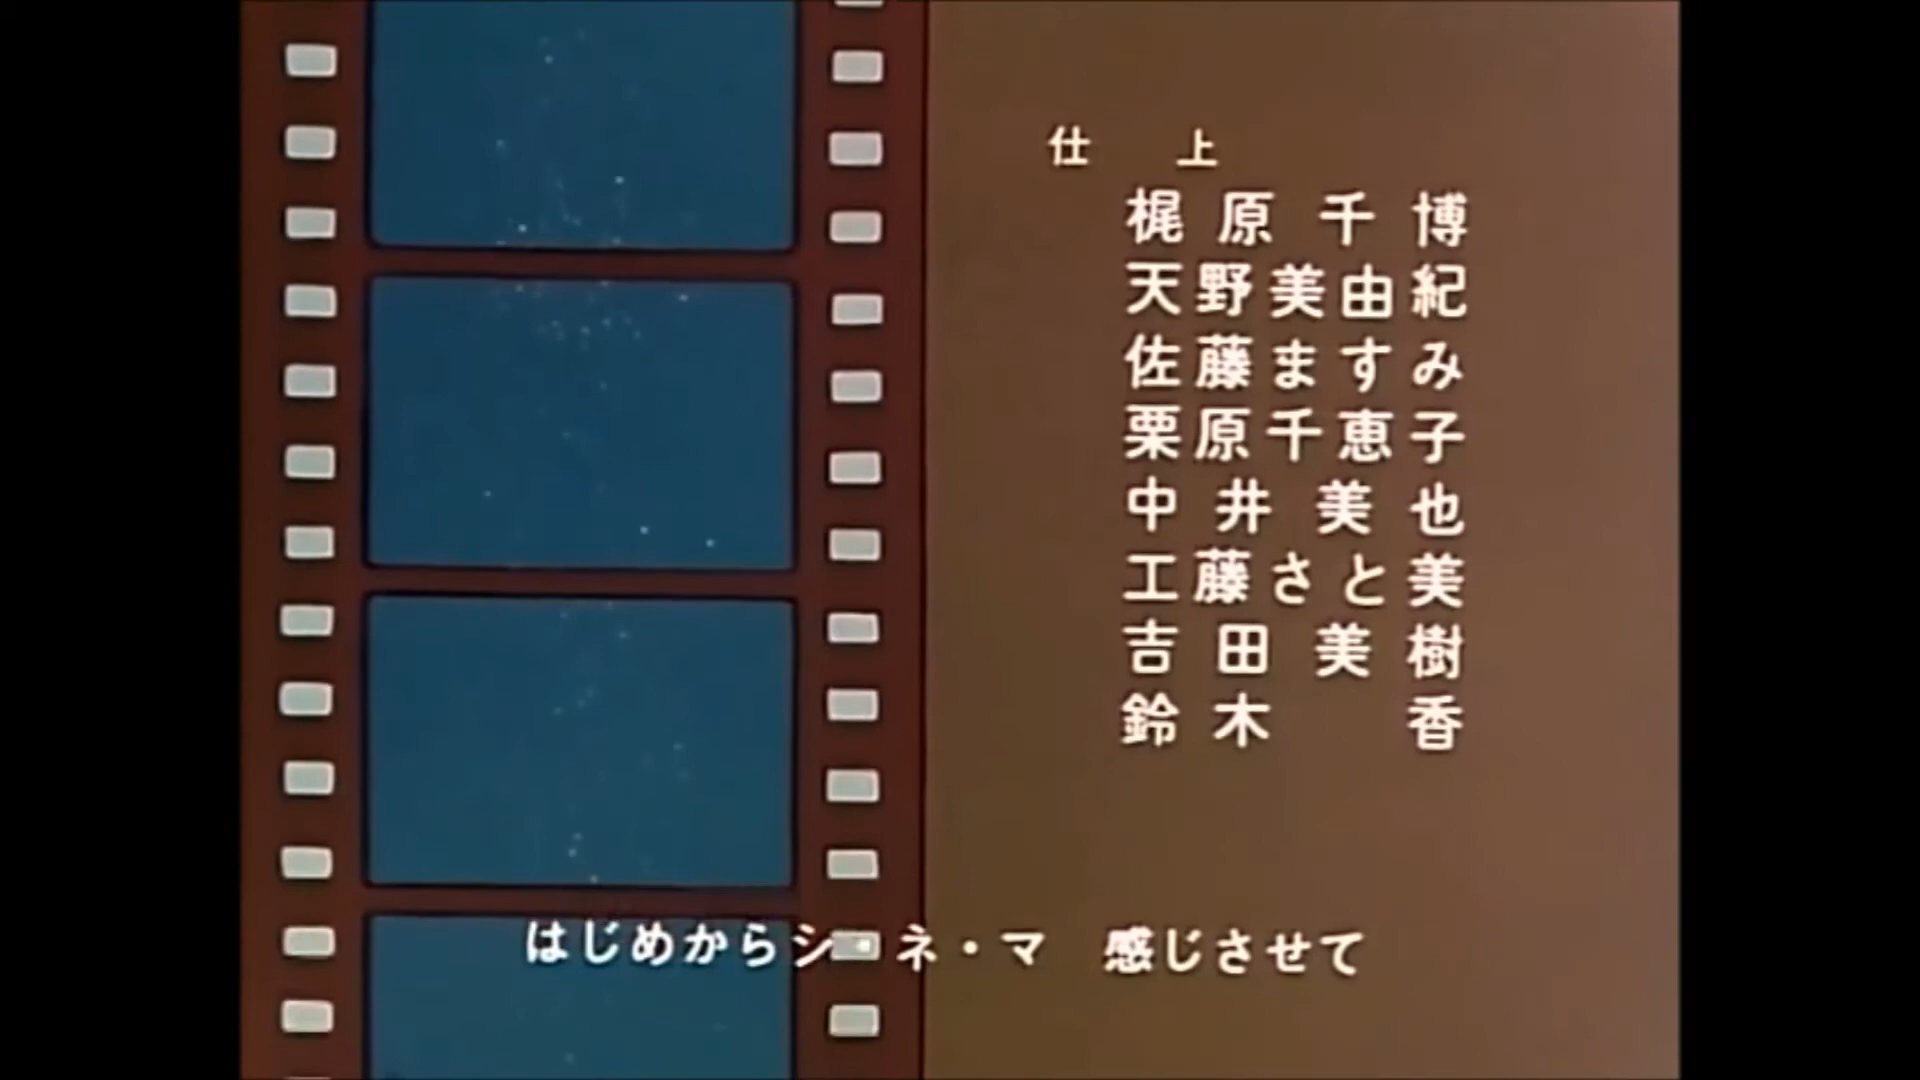 仕上
梶原千博
天野美由紀
佐藤ますみ
栗原千恵子
中井美也
工藤さと美
吉田美樹
鈴木香
はじめからシ・ネ・マ 感じさせて